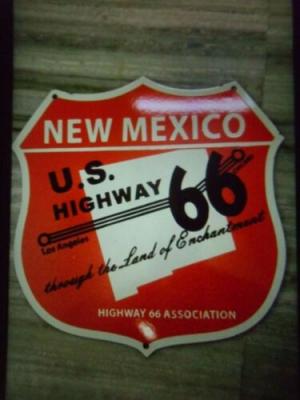 NEW MEXICO
U.S.
HIGHWAY 66
Los Angeles
through the Land of Enchantment
HIGHWAY 66 ASSOCIATION